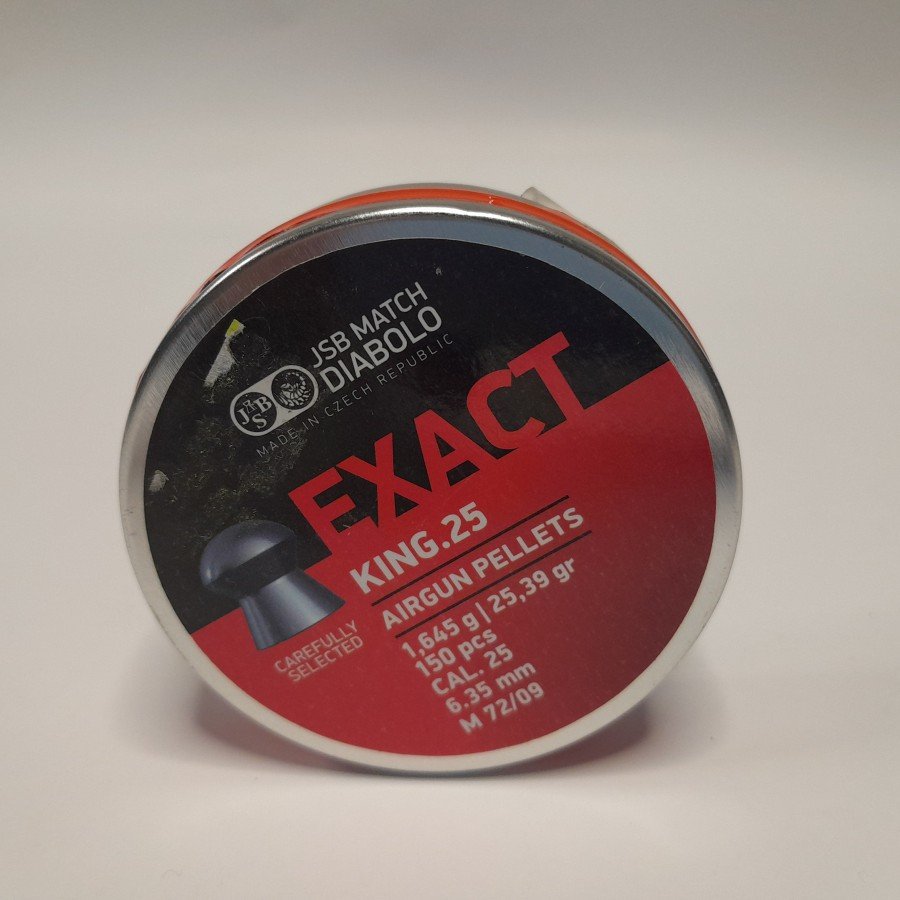 JSB
JSB MATCH
DIABOLO
MADE IN CZECH REPUBLIC
EXACT
KING.25
AIRGUN PELLETS
1,645 g | 25,39 gr
150 pcs
CAL. 25
6.35 mm
M 72/09
CAREFULLY
SELECTED